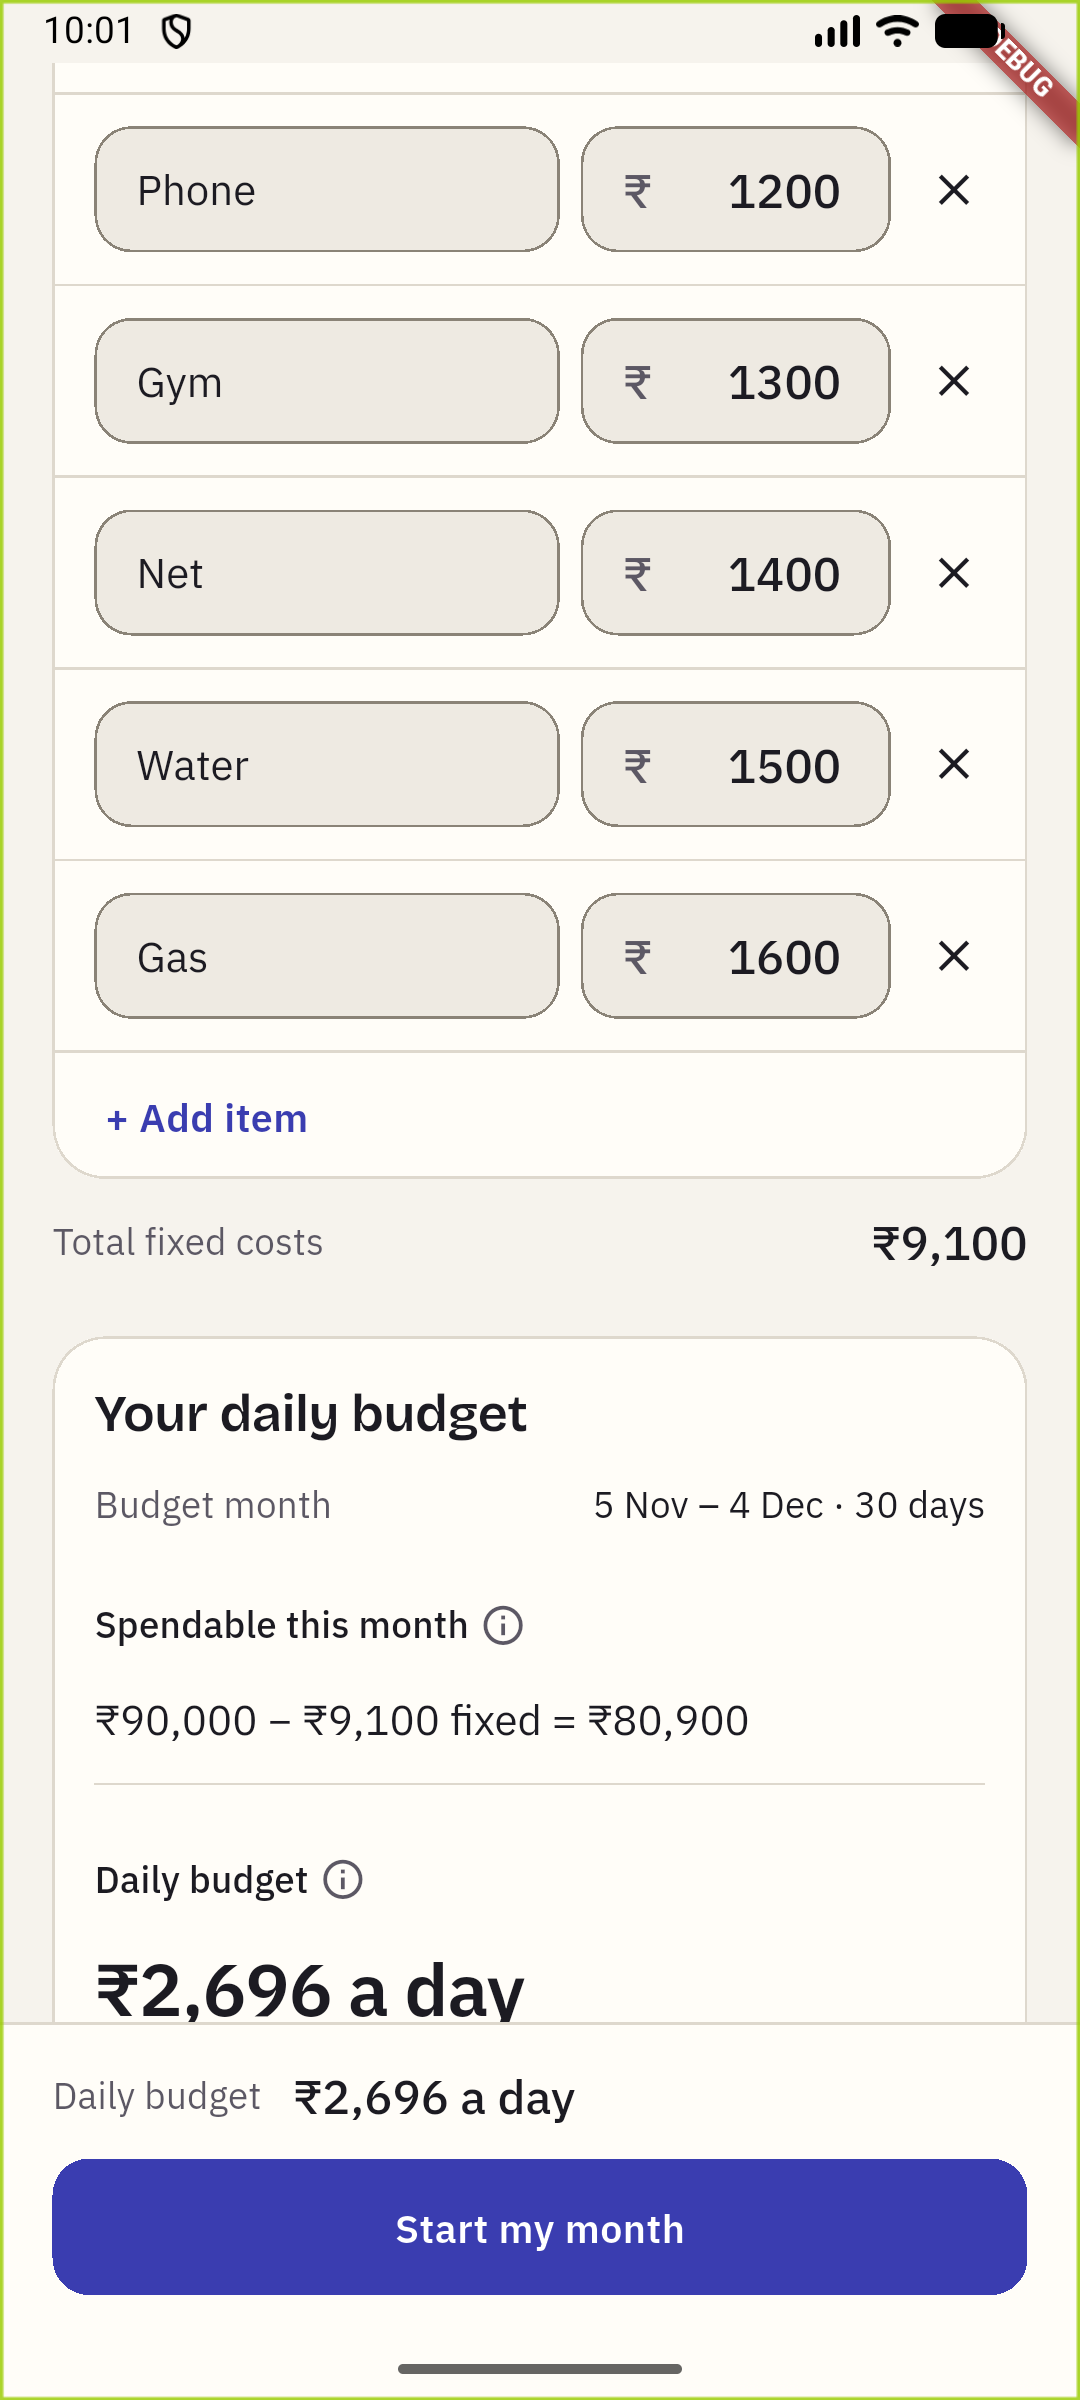 10:01
EBUG
Phone ₹ 1200
Gym ₹ 1300
Net ₹ 1400
Water ₹ 1500
Gas ₹ 1600
+ Add item
Total fixed costs ₹9,100
Your daily budget
Budget month 5 Nov – 4 Dec · 30 days
Spendable this month
₹90,000 – ₹9,100 fixed = ₹80,900
Daily budget
₹2,696 a day
Daily budget ₹2,696 a day
Start my month